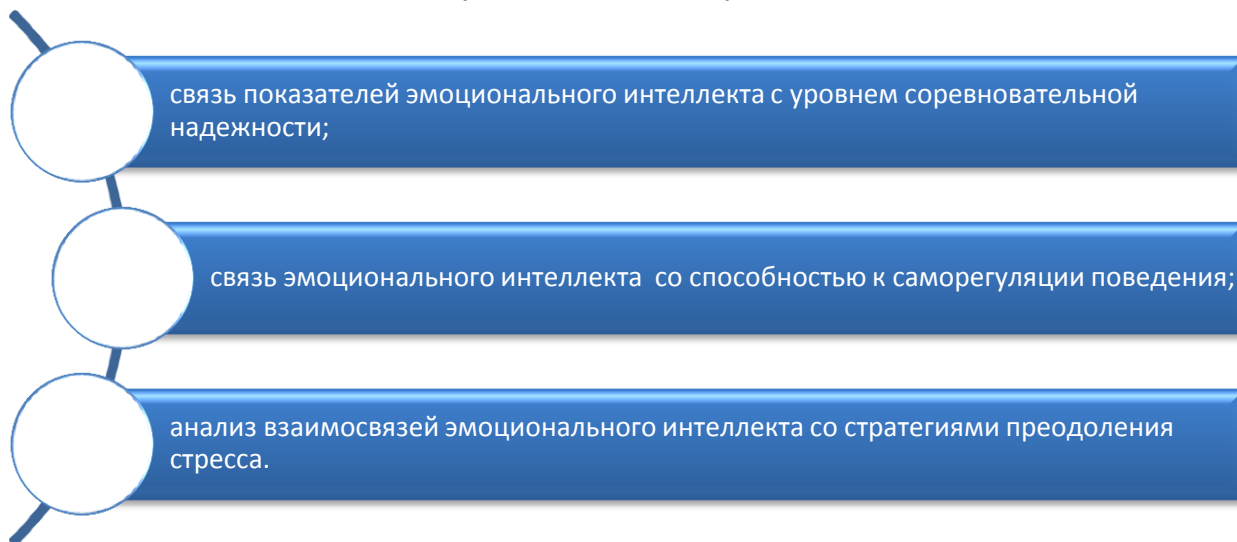 связь показателей эмоционального интеллекта с уровнем соревновательной
надежности;
связь эмоционального интеллекта со способностью к саморегуляции поведения;
анализ взаимосвязей эмоционального интеллекта со стратегиями преодоления
стресса.